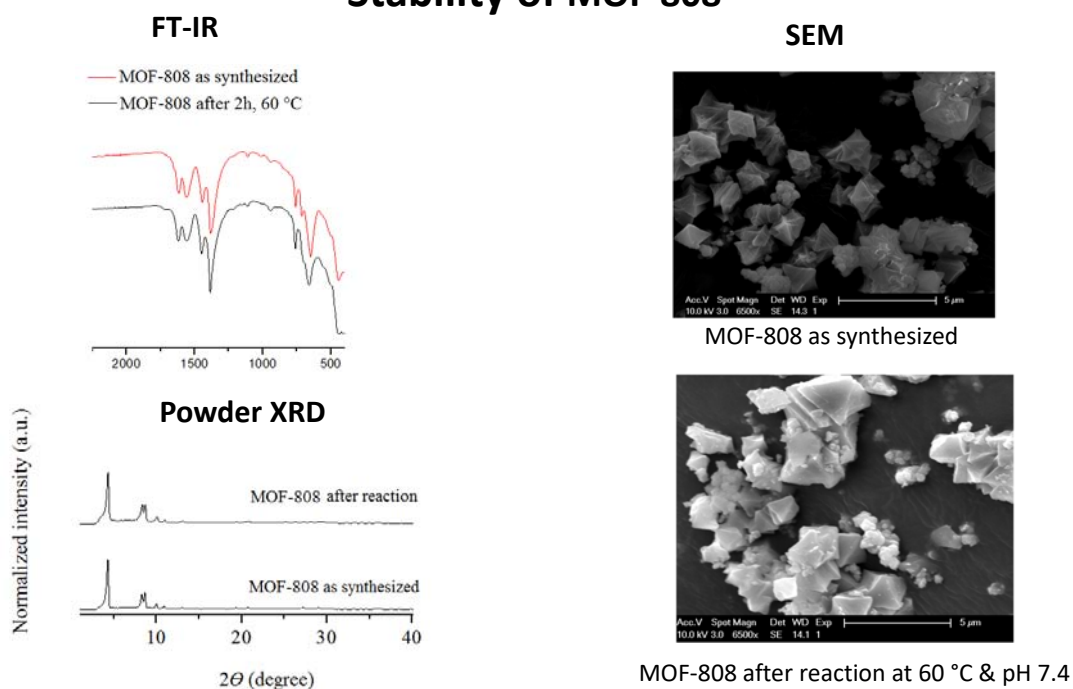 Stability of MOF-808
FT-IR
MOF-808 as synthesized
MOF-808 after 2h, 60 °C
2000 1500 1000 500
Powder XRD
Normalized intensity (a.u.)
MOF-808 after reaction
MOF-808 as synthesized
10 20 30 40
2Θ (degree)
SEM
Acc.V Spot Magn Det WD Exp 5 µm
10.0 kV 3.0 6500x SE 14.3 1
MOF-808 as synthesized
Acc.V Spot Magn Det WD Exp 5 µm
10.0 kV 3.0 6500x SE 14.1 1
MOF-808 after reaction at 60 °C & pH 7.4